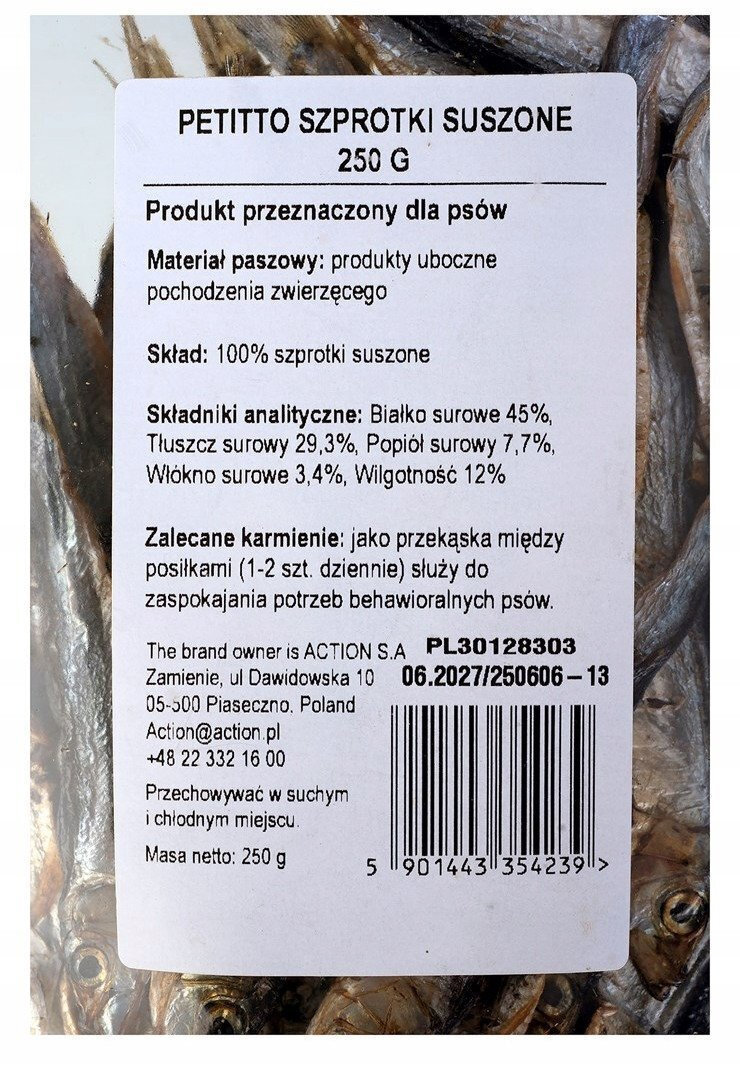 PETITTO SZPROTKI SUSZONE
250 G
Produkt przeznaczony dla psów
Materiał paszowy: produkty uboczne
pochodzenia zwierzęcego
Skład: 100% szprotki suszone
Składniki analityczne: Białko surowe 45%,
Tłuszcz surowy 29,3%, Popiół surowy 7,7%,
Włókno surowe 3,4%, Wilgotność 12%
Zalecane karmienie: jako przekąska między
posiłkami (1-2 szt. dziennie) służy do
zaspokajania potrzeb behawioralnych psów.
The brand owner is ACTION S.A PL30128303
Zamienie, ul Dawidowska 10 06.2027/250606-13
05-500 Piaseczno, Poland
Action@action.pl
+48 22 332 16 00
Przechowywać w suchym
i chłodnym miejscu.
Masa netto: 250 g
5 901443 354239 >